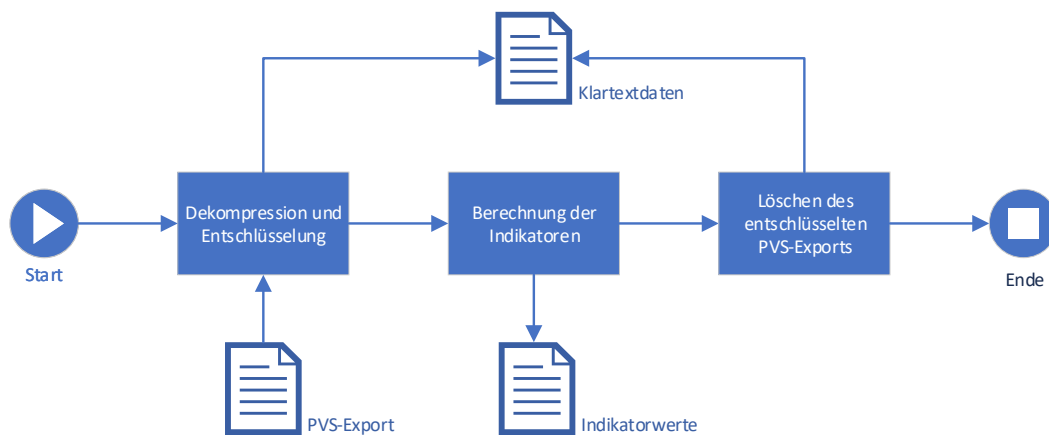 Klartextdaten
Dekompression und
Entschlüsselung
Berechnung der
Indikatoren
Löschen des
entschlüsselten
PVS-Exports
Start
Ende
PVS-Export
Indikatorwerte